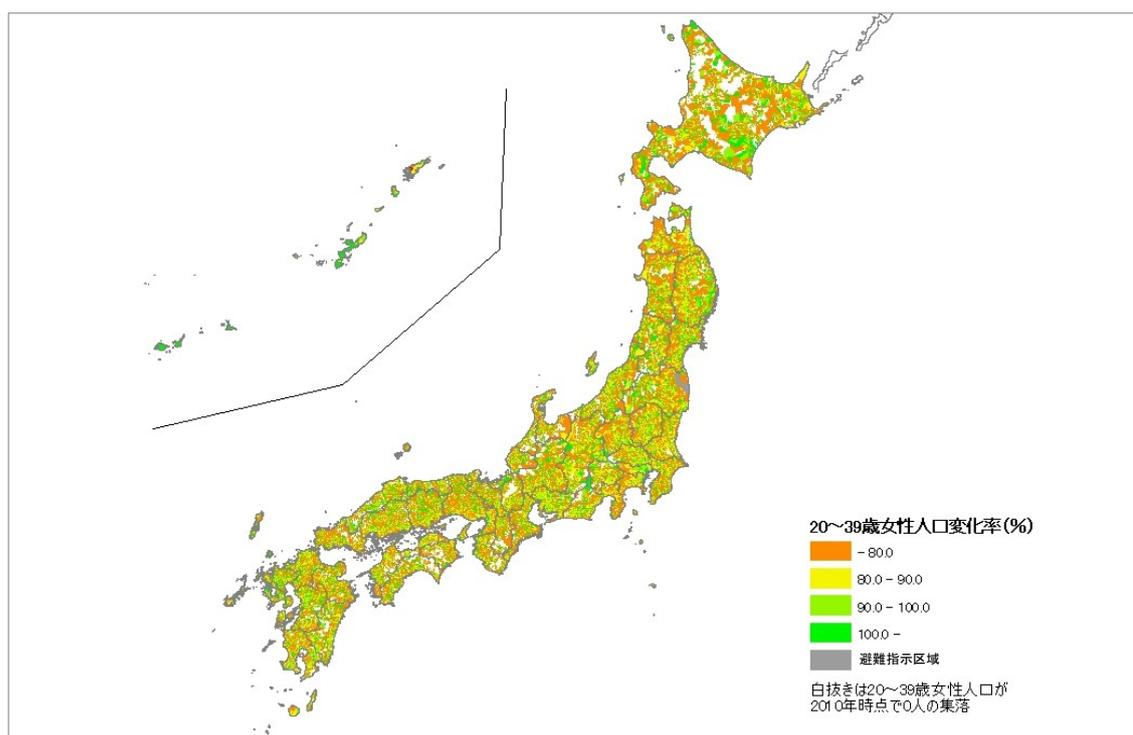 20～39歳女性人口変化率(%)
- 80.0
80.0 - 90.0
90.0 - 100.0
100.0 -
避難指示区域
白抜きは20～39歳女性人口が
2010年時点で0人の集落